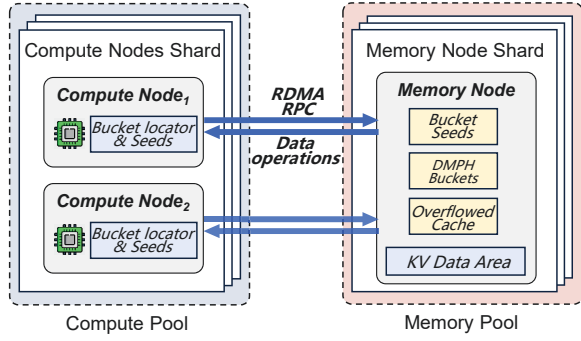 Compute Nodes Shard
Compute Node1
Bucket locator
& Seeds
Compute Node2
Bucket locator
& Seeds
Compute Pool
RDMA
RPC
Data
operations
Memory Node Shard
Memory Node
Bucket
Seeds
DMPH
Buckets
Overflowed
Cache
KV Data Area
Memory Pool